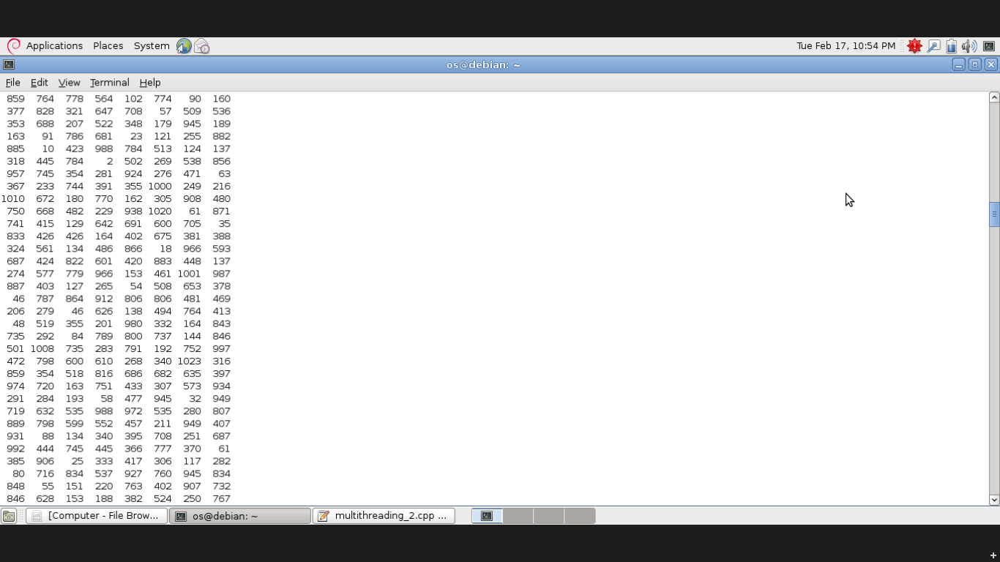 Applications Places System Tue Feb 17, 10:54 PM
os@debian: ~
File Edit View Terminal Help
859 764 778 564 102 774 90 160
377 828 321 647 708 57 509 536
353 688 207 522 348 179 945 189
163 91 786 681 23 121 255 882
885 10 423 988 784 513 124 137
318 445 784 2 502 269 538 856
957 745 354 281 924 276 471 63
367 233 744 391 355 1000 249 216
1010 672 180 770 162 305 908 480
750 668 482 229 938 1020 61 871
741 415 129 642 691 600 705 35
833 426 426 164 402 675 381 388
324 561 134 486 866 18 966 593
687 424 822 601 420 883 448 137
274 577 779 966 153 461 1001 987
887 403 127 265 54 508 653 378
46 787 864 912 806 806 481 469
206 279 46 626 138 494 764 413
48 519 355 201 980 332 164 843
735 292 84 789 800 737 144 846
501 1008 735 283 791 192 752 997
472 798 600 610 268 340 1023 316
859 354 518 816 686 682 635 397
974 720 163 751 433 307 573 934
291 284 193 58 477 945 32 949
719 632 535 988 972 535 280 807
889 798 599 552 457 211 949 407
931 88 134 340 395 708 251 687
992 444 745 445 366 777 370 61
385 906 25 333 417 306 117 282
80 716 834 537 927 760 945 834
848 55 151 220 763 402 907 732
846 628 153 188 382 524 250 767
[Computer - File Brow... os@debian: ~ multithreading_2.cpp ...